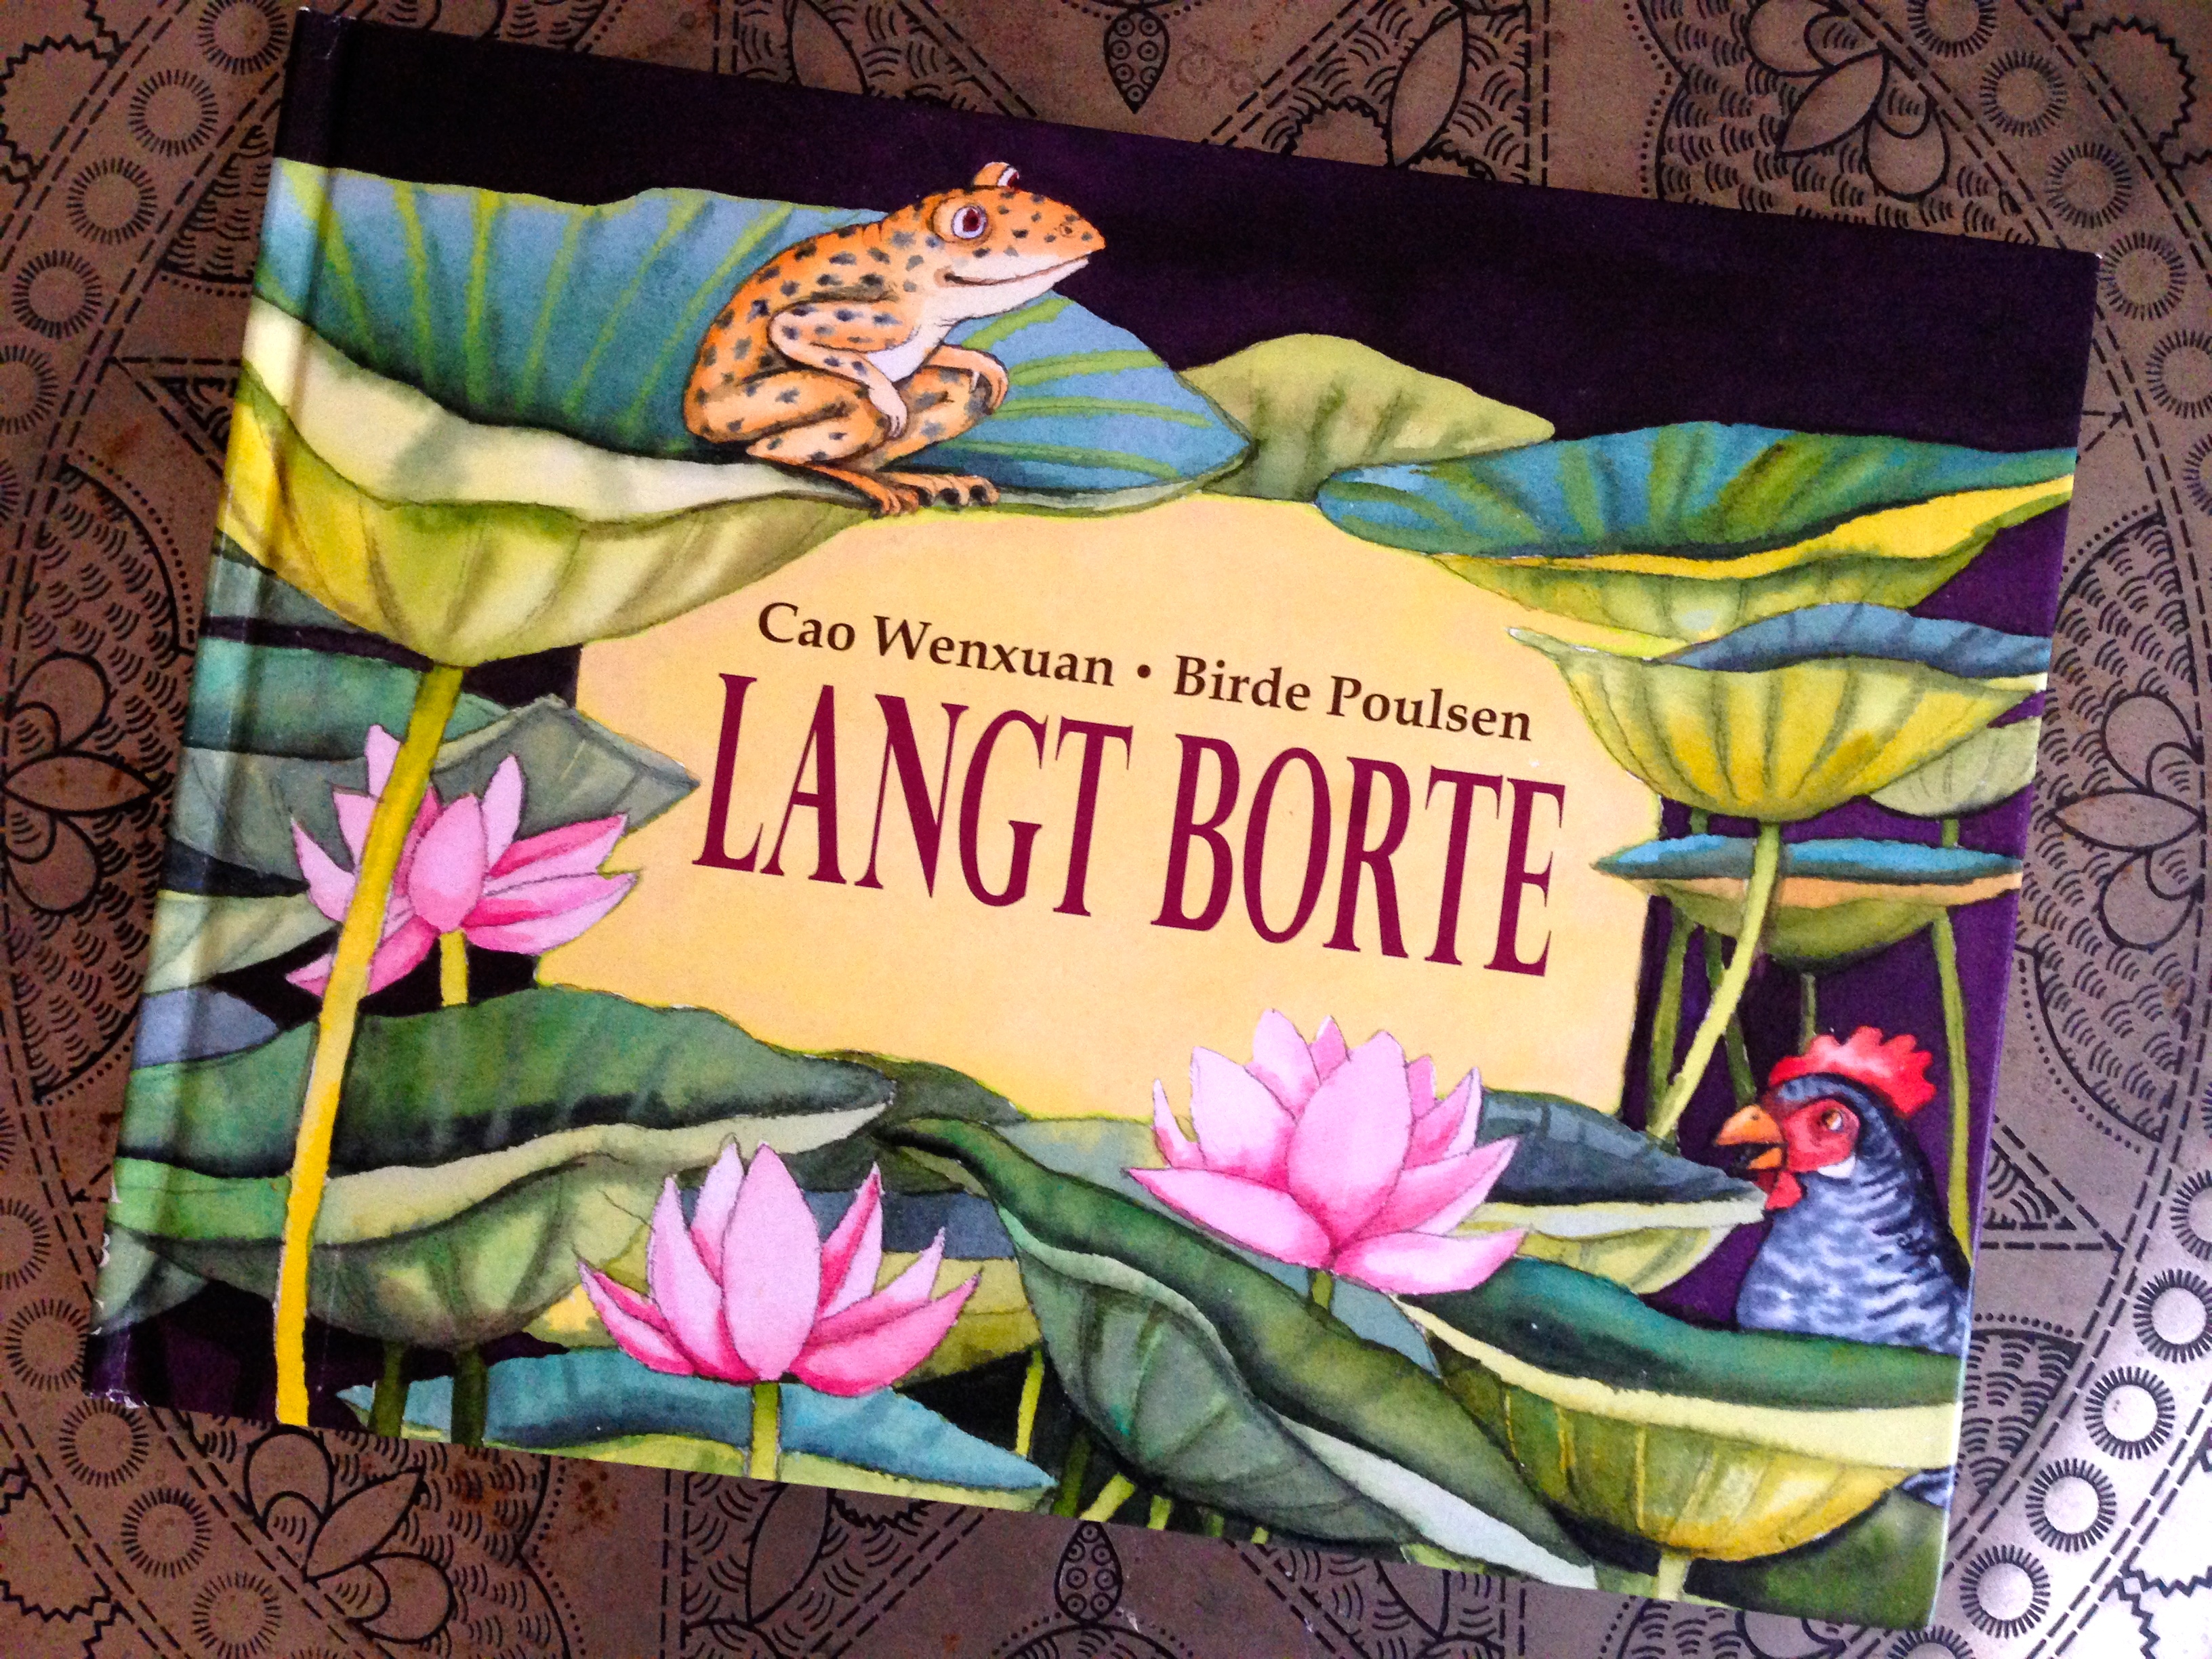 Cao Wenxuan • Birde Poulsen
LANGT BORTE